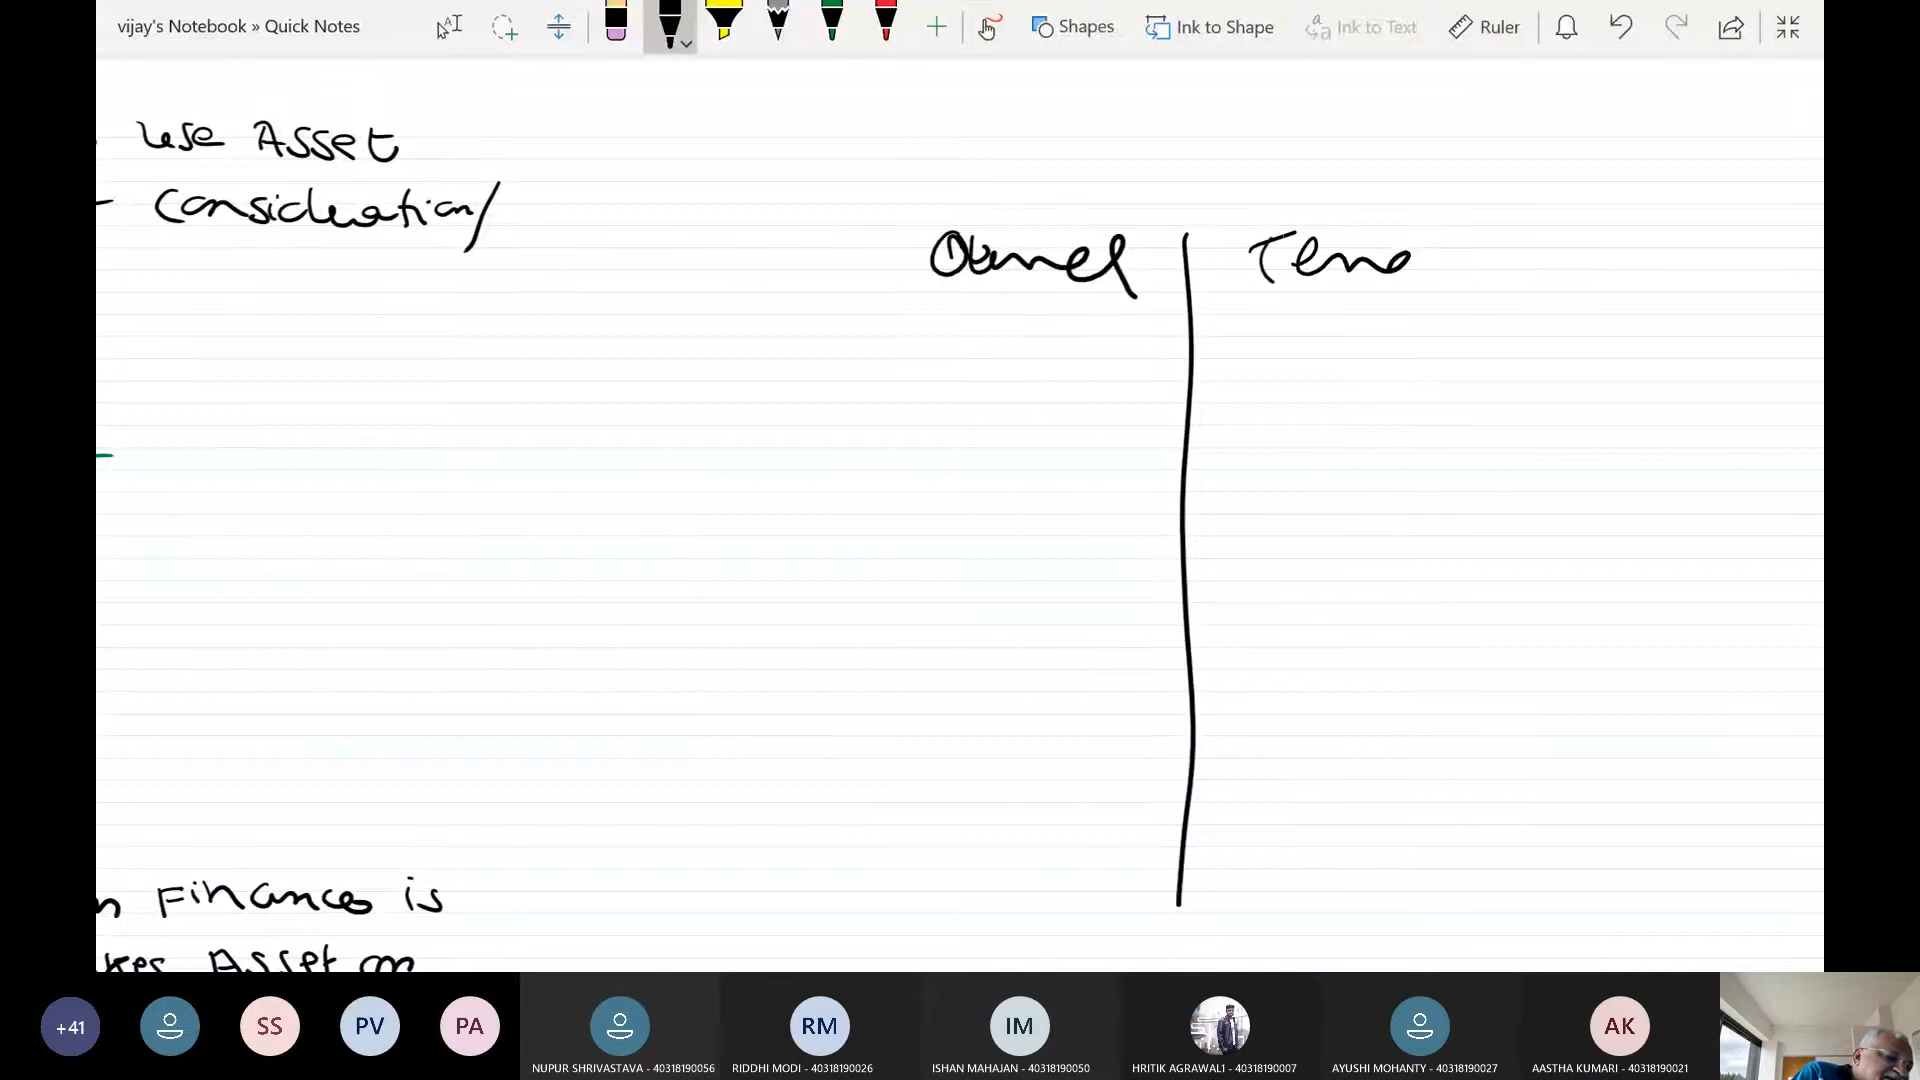 vijay's Notebook » Quick Notes
Shapes
Ink to Shape
Ink to Text
Ruler
use Asset
- Consideration/
Owner
Tena
n Finances is
kes Asset on
+41
SS
PV
PA
RM
IM
AK
NUPUR SHRIVASTAVA - 40318190056
RIDDHI MODI - 40318190026
ISHAN MAHAJAN - 40318190050
HRITIK AGRAWAL1 - 40318190007
AYUSHI MOHANTY - 40318190027
AASTHA KUMARI - 40318190021